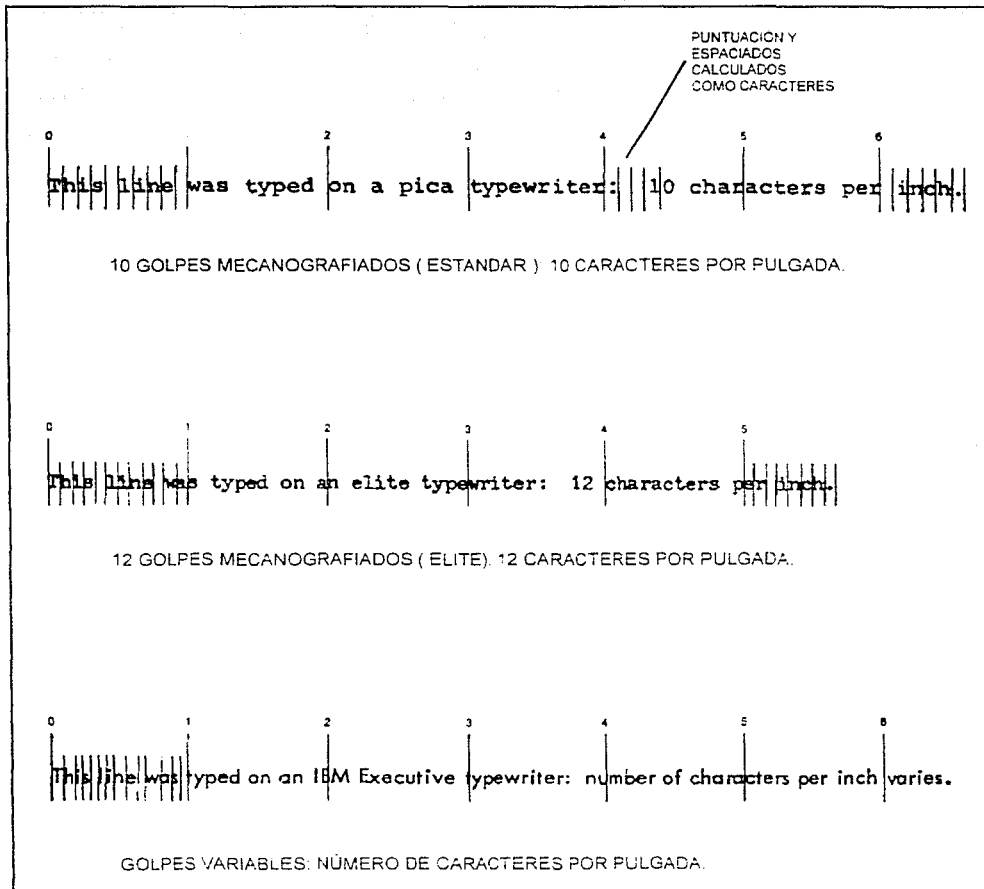 PUNTUACIÓN Y
ESPACIADOS
CALCULADOS
COMO CARACTERES
0 2 3 4 5 6
This line was typed on a pica typewriter:  10 characters per inch.
10 GOLPES MECANOGRAFIADOS ( ESTANDAR ): 10 CARACTERES POR PULGADA.
0 1 2 3 4 5
This line was typed on an elite typewriter:  12 characters per inch.
12 GOLPES MECANOGRAFIADOS ( ELITE). 12 CARACTERES POR PULGADA.
0 1 2 3 4 5 6
This line was typed on an IBM Executive typewriter:  number of characters per inch varies.
GOLPES VARIABLES: NÚMERO DE CARACTERES POR PULGADA.